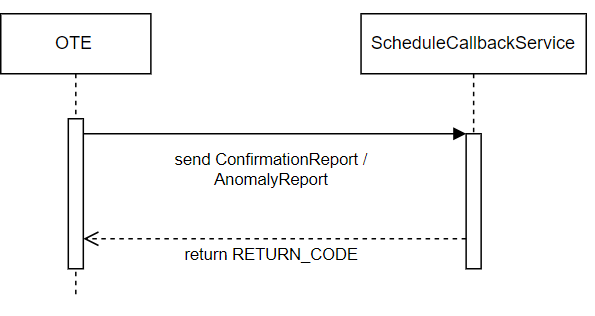 OTE
ScheduleCallbackService
send ConfirmationReport /
AnomalyReport
return RETURN_CODE